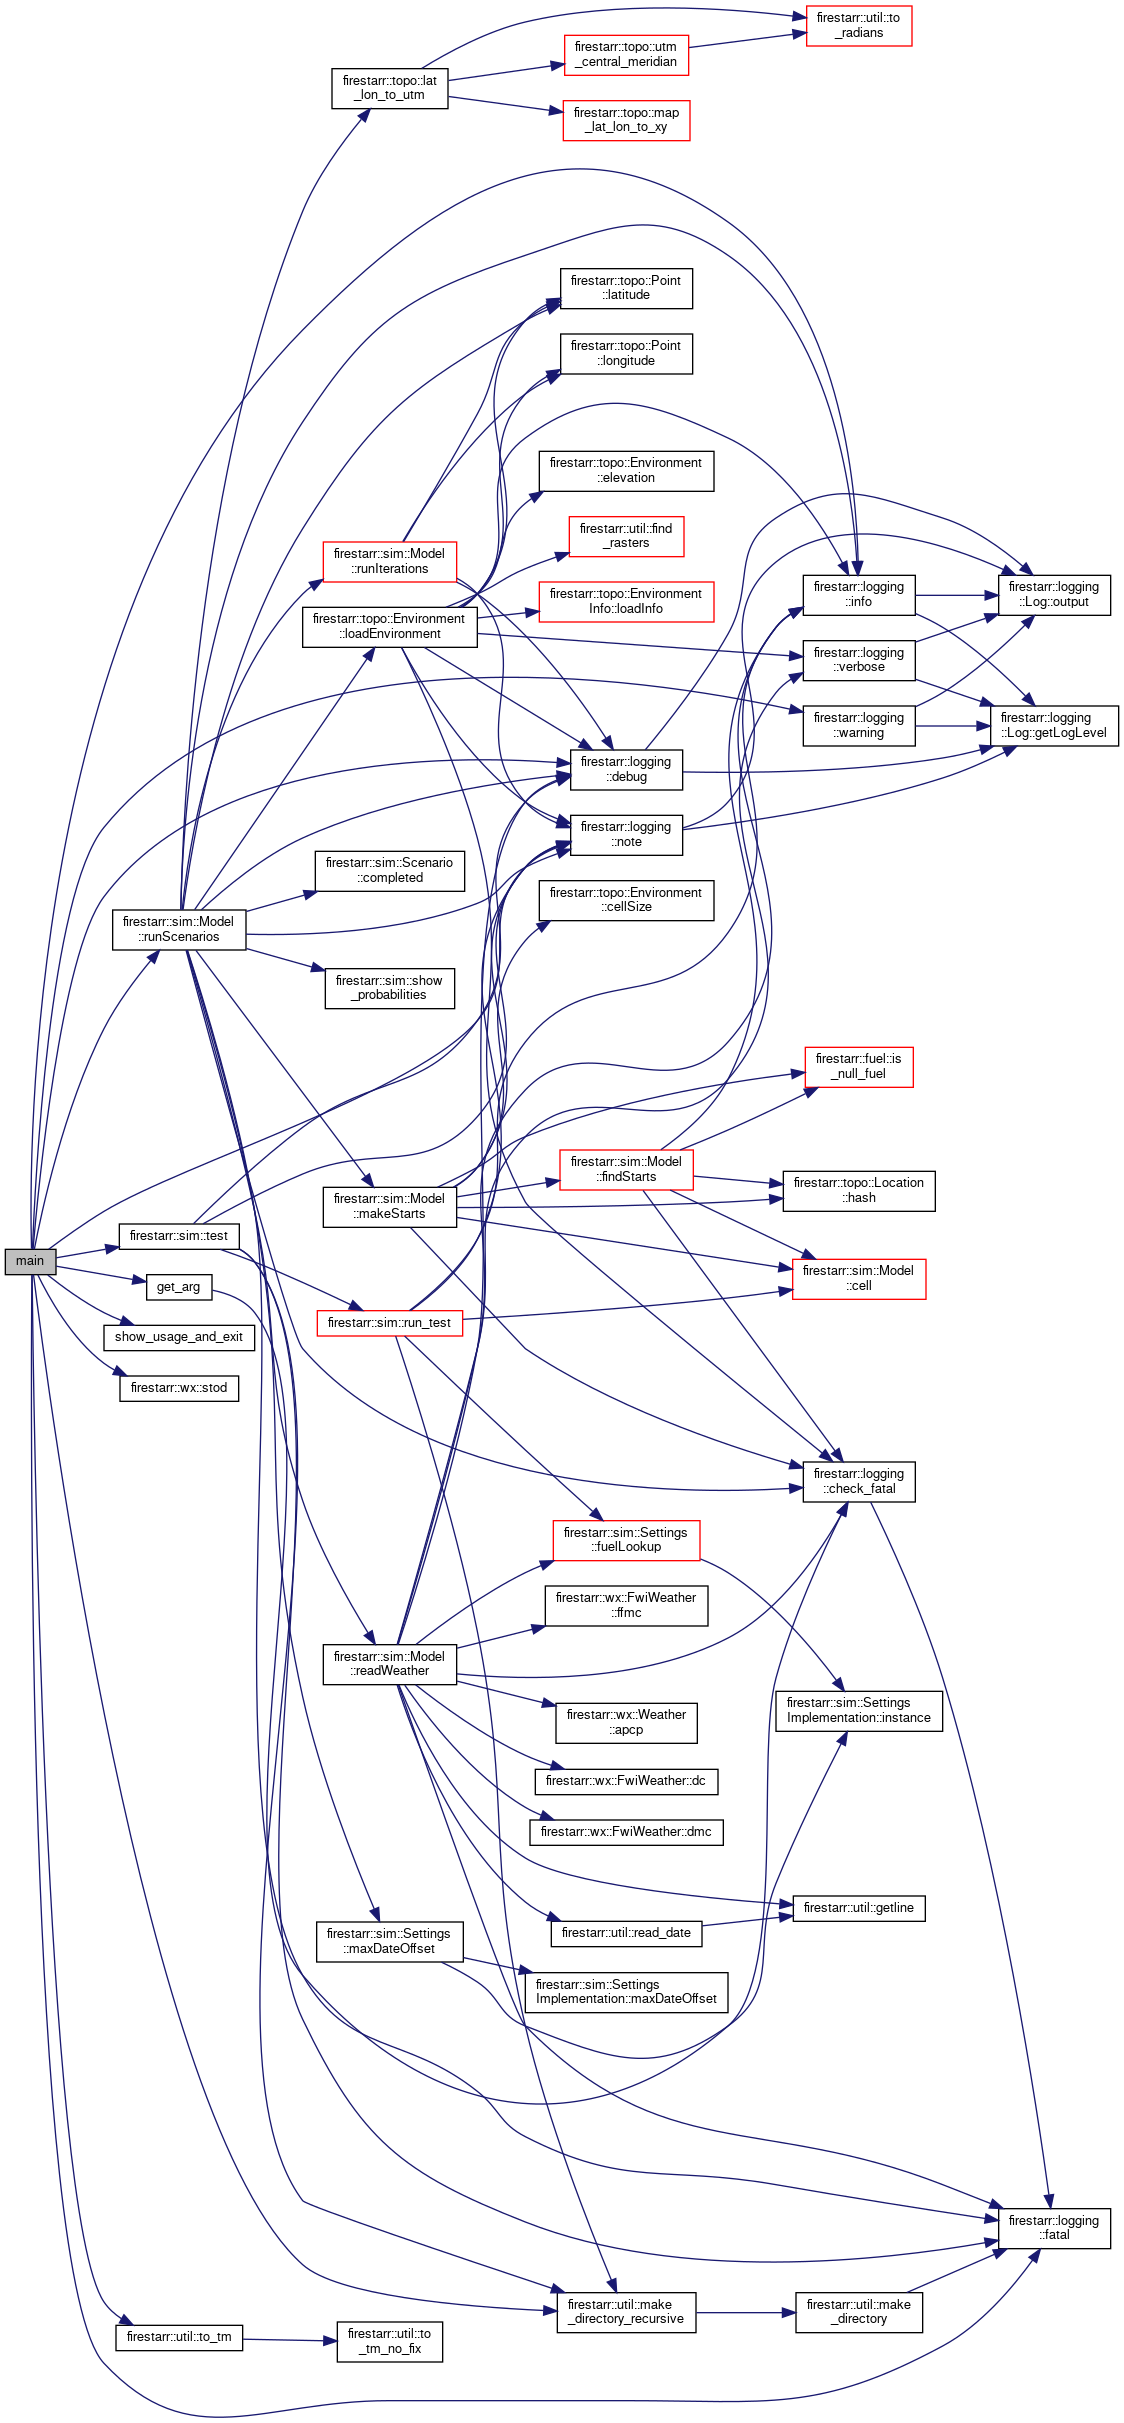 firestarr::util::to
_radians
firestarr::topo::utm
_central_meridian
firestarr::topo::lat
_lon_to_utm
firestarr::topo::map
_lat_lon_to_xy
firestarr::topo::Point
::latitude
firestarr::topo::Point
::longitude
firestarr::topo::Environment
::elevation
firestarr::util::find
_rasters
firestarr::sim::Model
::runIterations
firestarr::topo::Environment
Info::loadInfo
firestarr::topo::Environment
::loadEnvironment
firestarr::logging
::info
firestarr::logging
::Log::output
firestarr::logging
::verbose
firestarr::logging
::warning
firestarr::logging
::Log::getLogLevel
firestarr::logging
::debug
firestarr::logging
::note
firestarr::sim::Scenario
::completed
firestarr::topo::Environment
::cellSize
firestarr::sim::Model
::runScenarios
firestarr::sim::show
_probabilities
firestarr::fuel::is
_null_fuel
firestarr::sim::Model
::findStarts
firestarr::topo::Location
::hash
firestarr::sim::Model
::makeStarts
firestarr::sim::test
main
get_arg
firestarr::sim::Model
::cell
firestarr::sim::run_test
show_usage_and_exit
firestarr::wx::stod
firestarr::logging
::check_fatal
firestarr::sim::Settings
::fuelLookup
firestarr::wx::FwiWeather
::ffmc
firestarr::sim::Model
::readWeather
firestarr::sim::Settings
Implementation::instance
firestarr::wx::Weather
::apcp
firestarr::wx::FwiWeather::dc
firestarr::wx::FwiWeather::dmc
firestarr::util::getline
firestarr::util::read_date
firestarr::sim::Settings
::maxDateOffset
firestarr::sim::Settings
Implementation::maxDateOffset
firestarr::logging
::fatal
firestarr::util::make
_directory_recursive
firestarr::util::make
_directory
firestarr::util::to_tm
firestarr::util::to
_tm_no_fix